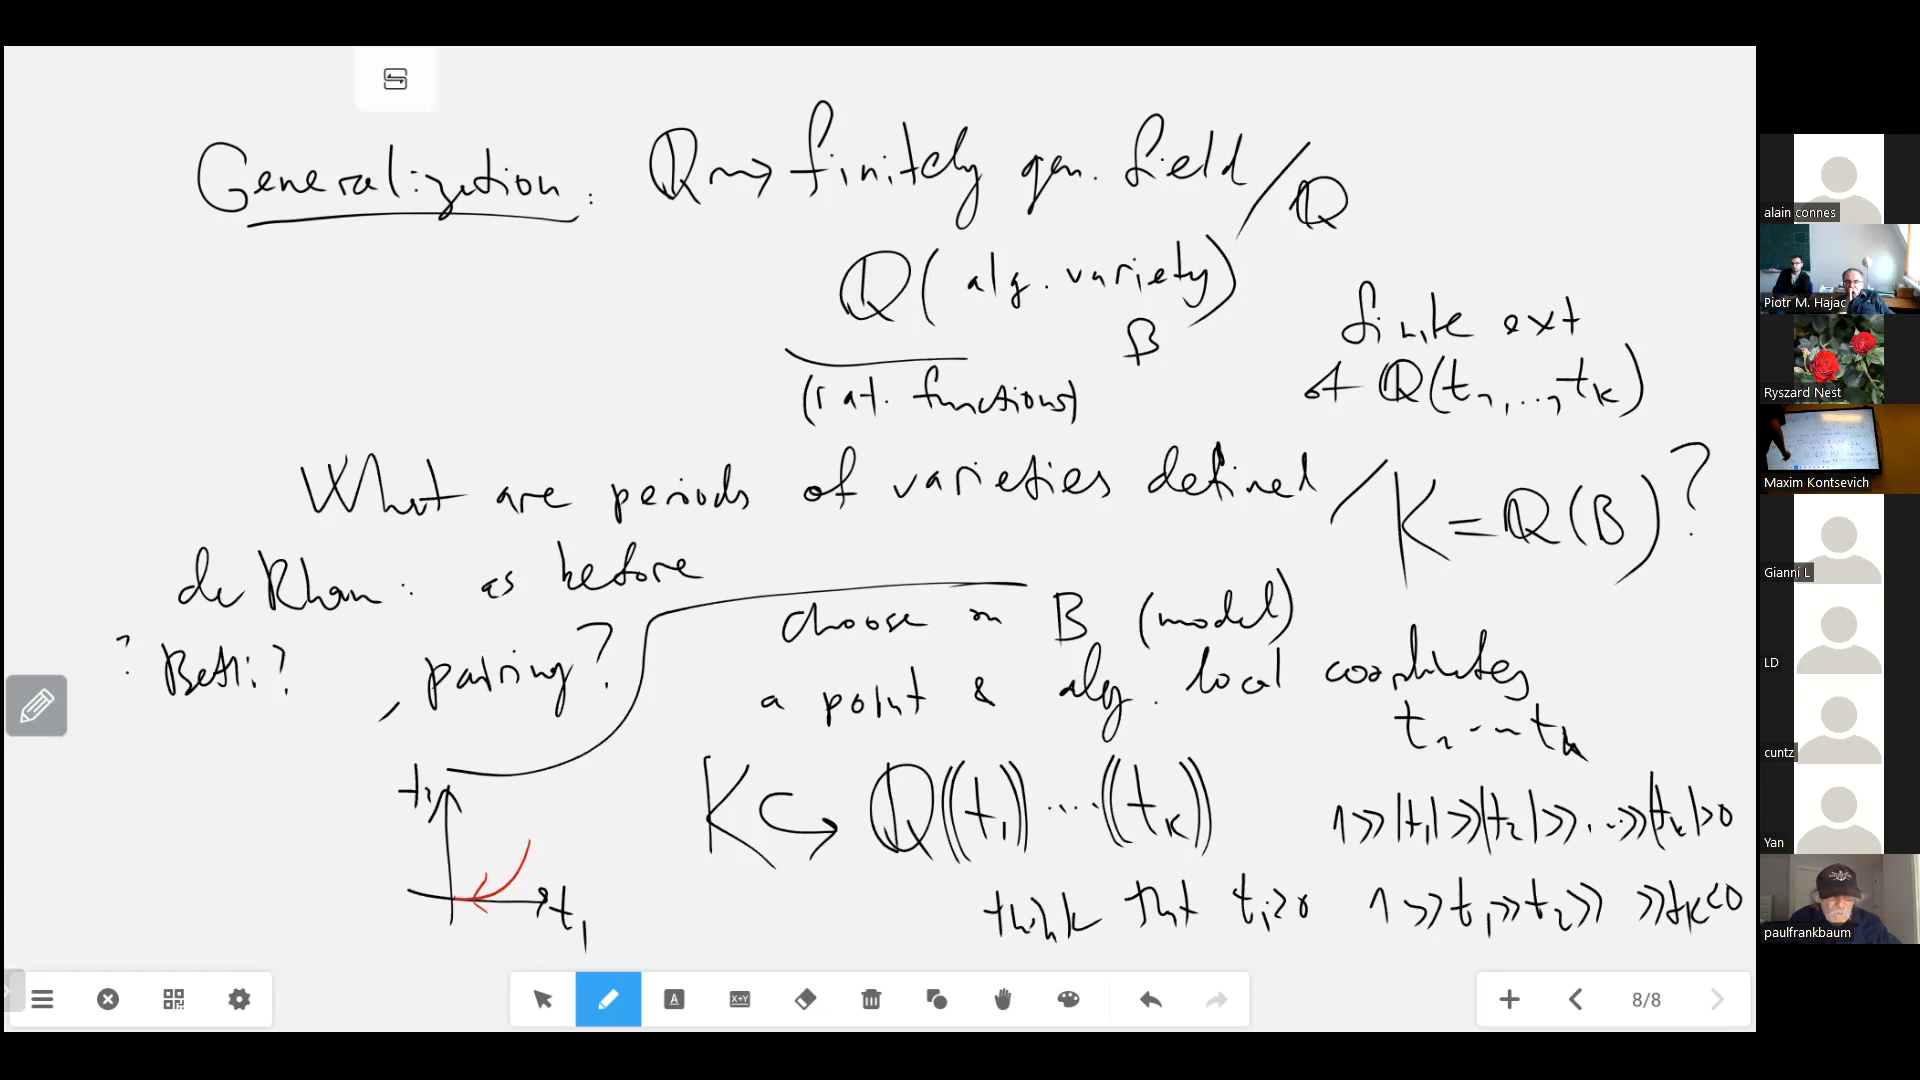 Generalization: ℚ ⇝ finitely gen. field / ℚ
ℚ( alg. variety)
B
(rat. functions)
finite ext
of ℚ(t₁,..,tₖ)
What are periods of varieties defined / K = ℚ(B)?
de Rham: as before
? Betti? , pairing?
choose on B (model)
a point & alg. local coordinates
t₁ -- tₖ
t₂
t₁
K ↪ ℚ((t₁))...((tₖ))
1>>|t₁|>>|t₂|>>...>>|tₖ|>0
think that tᵢ>0 1>>t₁>>t₂>> >>tₖ<0
8/8
A
X+Y
alain connes
Piotr M. Hajac
Ryszard Nest
Maxim Kontsevich
Gianni L
LD
cuntz
Yan
paulfrankbaum